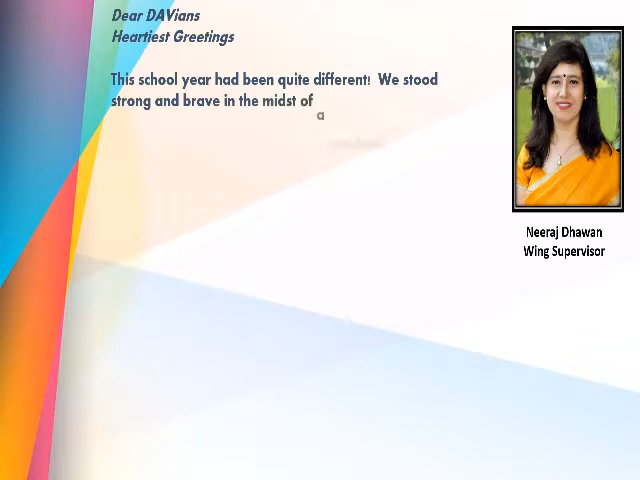 Dear DAVians
Heartiest Greetings
This school year had been quite different! We stood
strong and brave in the midst of
a
Neeraj Dhawan
Wing Supervisor